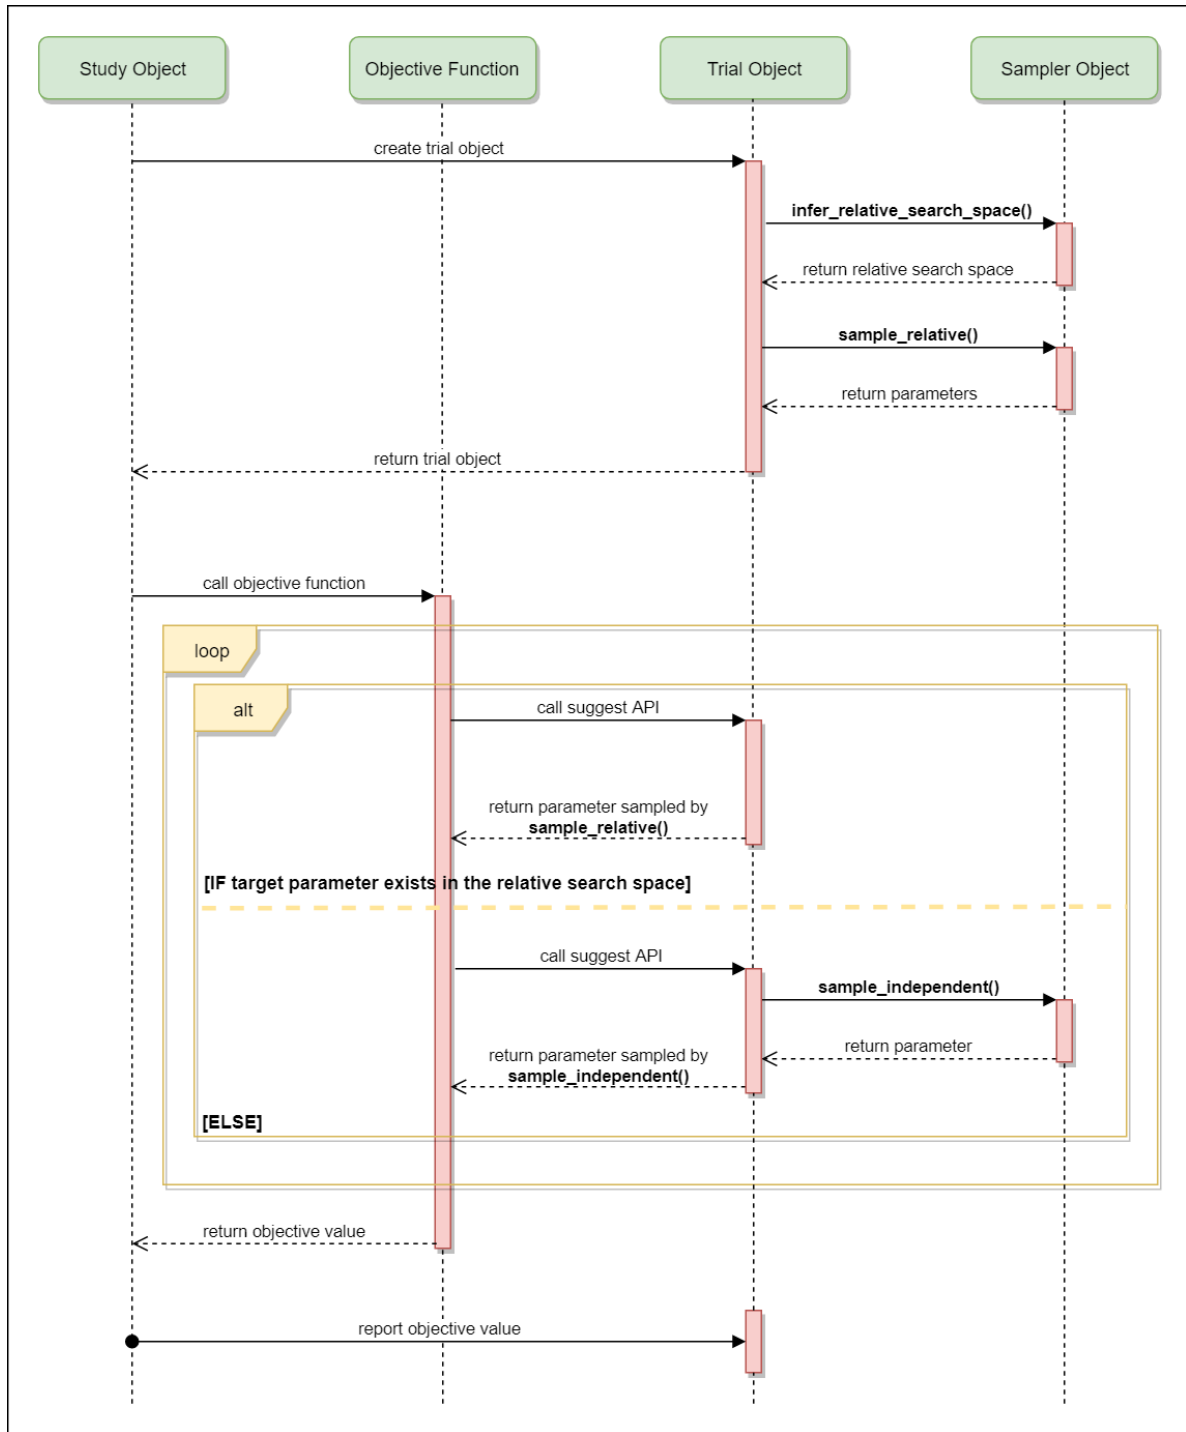 Study Object
Objective Function
Trial Object
Sampler Object
create trial object
infer_relative_search_space()
return relative search space
sample_relative()
return parameters
return trial object
call objective function
loop
alt
call suggest API
return parameter sampled by
sample_relative()
[IF target parameter exists in the relative search space]
call suggest API
sample_independent()
return parameter
return parameter sampled by
sample_independent()
[ELSE]
return objective value
report objective value